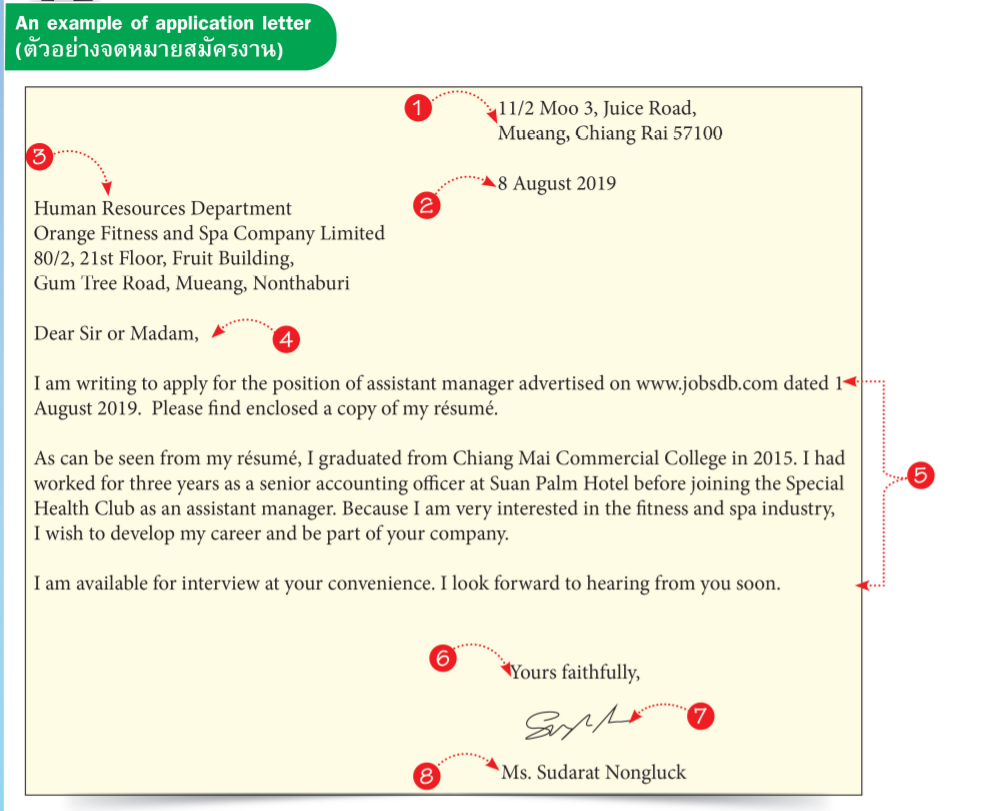 An example of application letter
(ตัวอย่างจดหมายสมัครงาน)
1
11/2 Moo 3, Juice Road,
Mueang, Chiang Rai 57100
3
2
8 August 2019
Human Resources Department
Orange Fitness and Spa Company Limited
80/2, 21st Floor, Fruit Building,
Gum Tree Road, Mueang, Nonthaburi
Dear Sir or Madam,
4
I am writing to apply for the position of assistant manager advertised on www.jobsdb.com dated 1
August 2019. Please find enclosed a copy of my résumé.
As can be seen from my résumé, I graduated from Chiang Mai Commercial College in 2015. I had
worked for three years as a senior accounting officer at Suan Palm Hotel before joining the Special
Health Club as an assistant manager. Because I am very interested in the fitness and spa industry,
I wish to develop my career and be part of your company.
5
I am available for interview at your convenience. I look forward to hearing from you soon.
6
Yours faithfully,
7
8
Ms. Sudarat Nongluck